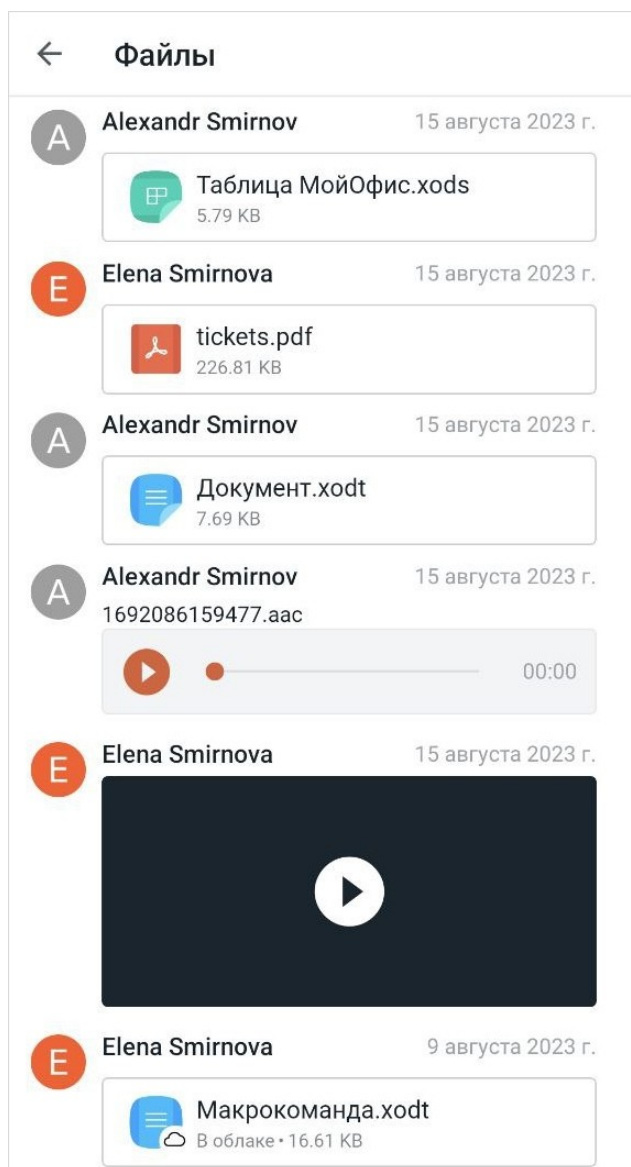 Файлы
A
Alexandr Smirnov 15 августа 2023 г.
Таблица МойОфис.xods
5.79 KB
E
Elena Smirnova 15 августа 2023 г.
tickets.pdf
226.81 KB
A
Alexandr Smirnov 15 августа 2023 г.
Документ.xodt
7.69 KB
A
Alexandr Smirnov 15 августа 2023 г.
1692086159477.aac
00:00
E
Elena Smirnova 15 августа 2023 г.
E
Elena Smirnova 9 августа 2023 г.
Макрокоманда.xodt
В облаке • 16.61 KB